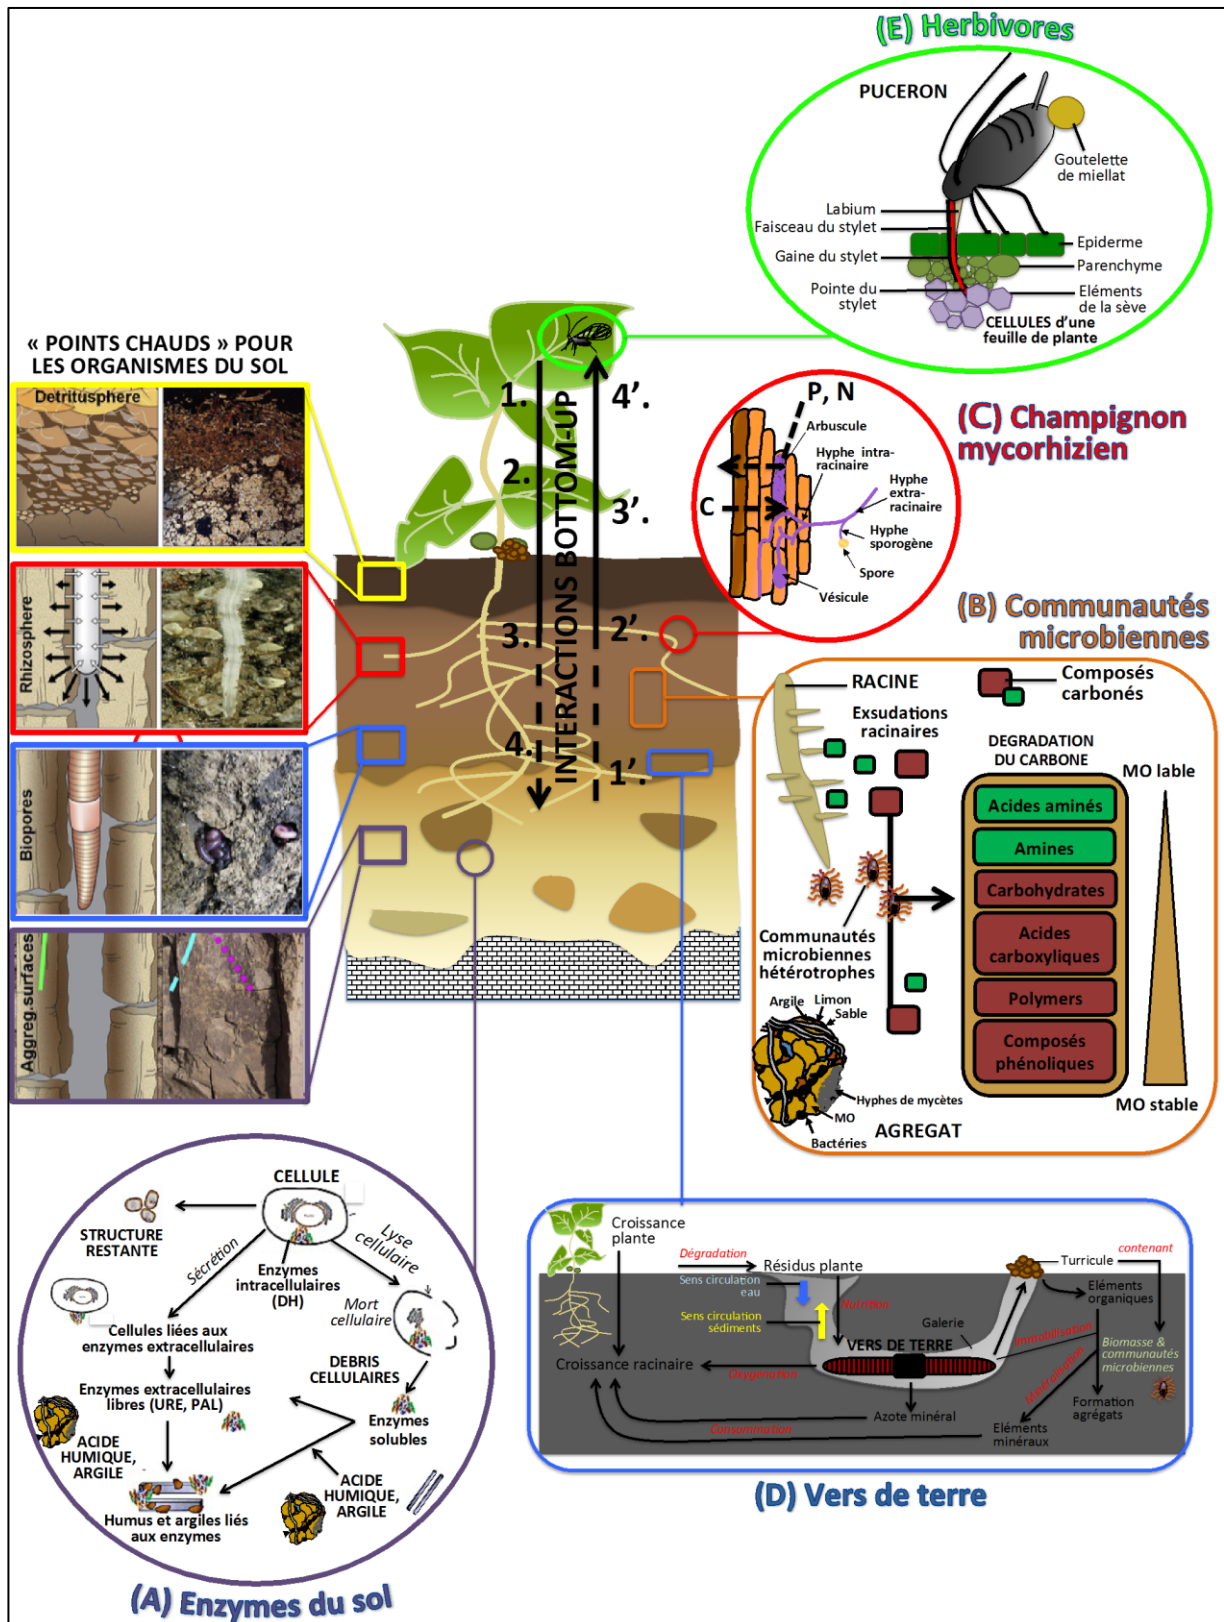 (E) Herbivores
PUCERON
Goutelette
de miellat
Labium
Faisceau du stylet
Gaine du stylet
Pointe du
stylet
Epiderme
Parenchyme
Eléments
de la sève
CELLULES d'une
feuille de plante
« POINTS CHAUDS » POUR
LES ORGANISMES DU SOL
Detritusphere
Rhizosphere
Biopores
Aggreg.surfaces
1.
2.
3.
4.
INTERACTIONS BOTTOM-UP
4'.
3'.
2'.
1'.
(C) Champignon
mycorhizien
P, N
Arbuscule
Hyphe intra-
racinaire
Hyphe
extra-
racinaire
C
Hyphe
sporogène
Spore
Vésicule
(B) Communautés
microbiennes
RACINE
Composés
carbonés
Exsudations
racinaires
DEGRADATION
DU CARBONE
MO lable
Acides aminés
Amines
Carbohydrates
Acides
carboxyliques
Polymers
Composés
phénoliques
MO stable
Communautés
microbiennes
hétérotrophes
Argile
Limon
Sable
Hyphes de mycètes
MO
Bactéries
AGREGAT
CELLULE
STRUCTURE
RESTANTE
Sécrétion
Lyse
cellulaire
Enzymes
intracellulaires
(DH)
Mort
cellulaire
Cellules liées aux
enzymes extracellulaires
DEBRIS
CELLULAIRES
Enzymes extracellulaires
libres (URE, PAL)
Enzymes
solubles
ACIDE
HUMIQUE,
ARGILE
ACIDE
HUMIQUE,
ARGILE
Humus et argiles liés
aux enzymes
(A) Enzymes du sol
Croissance
plante
Dégradation
Résidus plante
Sens circulation
eau
Nutrition
Sens circulation
sédiments
Turricule
contenant
Eléments
organiques
Galerie
Immobilisation
VERS DE TERRE
Croissance racinaire
Oxygénation
Minéralisation
Biomasse &
communautés
microbiennes
Azote minéral
Formation
agrégats
Consommation
Eléments
minéraux
(D) Vers de terre